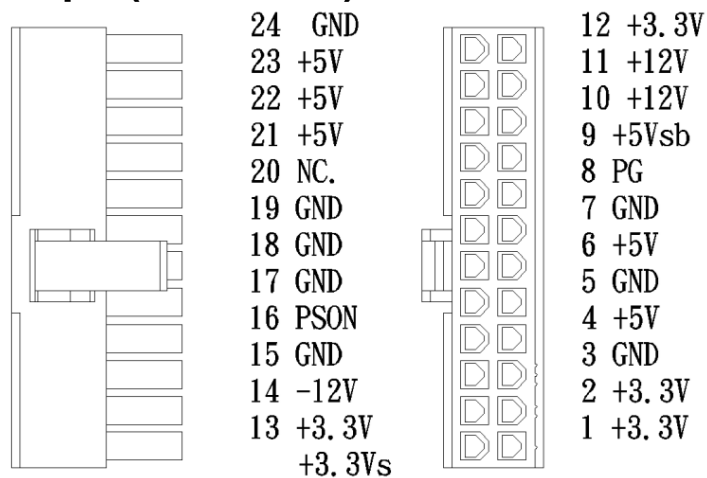 24 GND
23 +5V
22 +5V
21 +5V
20 NC.
19 GND
18 GND
17 GND
16 PSON
15 GND
14 -12V
13 +3.3V
+3.3Vs
12 +3.3V
11 +12V
10 +12V
9 +5Vsb
8 PG
7 GND
6 +5V
5 GND
4 +5V
3 GND
2 +3.3V
1 +3.3V